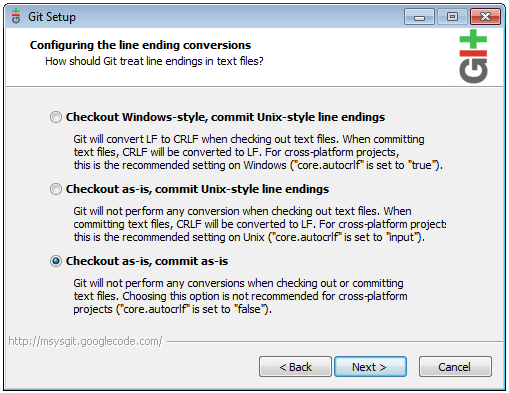 Git Setup
Configuring the line ending conversions
How should Git treat line endings in text files?
Git
Checkout Windows-style, commit Unix-style line endings
Git will convert LF to CRLF when checking out text files. When committing
text files, CRLF will be converted to LF. For cross-platform projects,
this is the recommended setting on Windows ("core.autocrlf" is set to "true").
Checkout as-is, commit Unix-style line endings
Git will not perform any conversion when checking out text files. When
committing text files, CRLF will be converted to LF. For cross-platform projects
this is the recommended setting on Unix ("core.autocrlf" is set to "input").
Checkout as-is, commit as-is
Git will not perform any conversions when checking out or committing
text files. Choosing this option is not recommended for cross-platform
projects ("core.autocrlf" is set to "false").
http://msysgit.googlecode.com/
< Back
Next >
Cancel